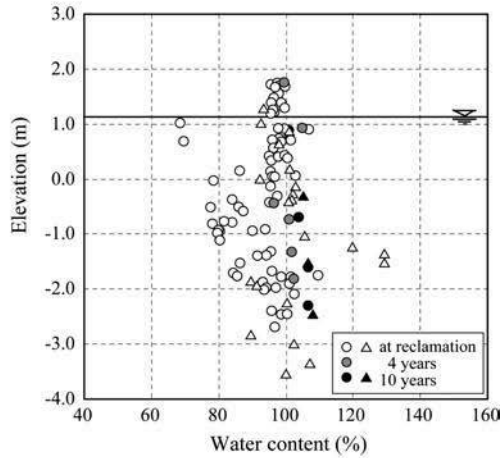 3.0
2.0
1.0
0.0
-1.0
-2.0
-3.0
-4.0
Elevation (m)
at reclamation
4 years
10 years
40 60 80 100 120 140 160
Water content (%)